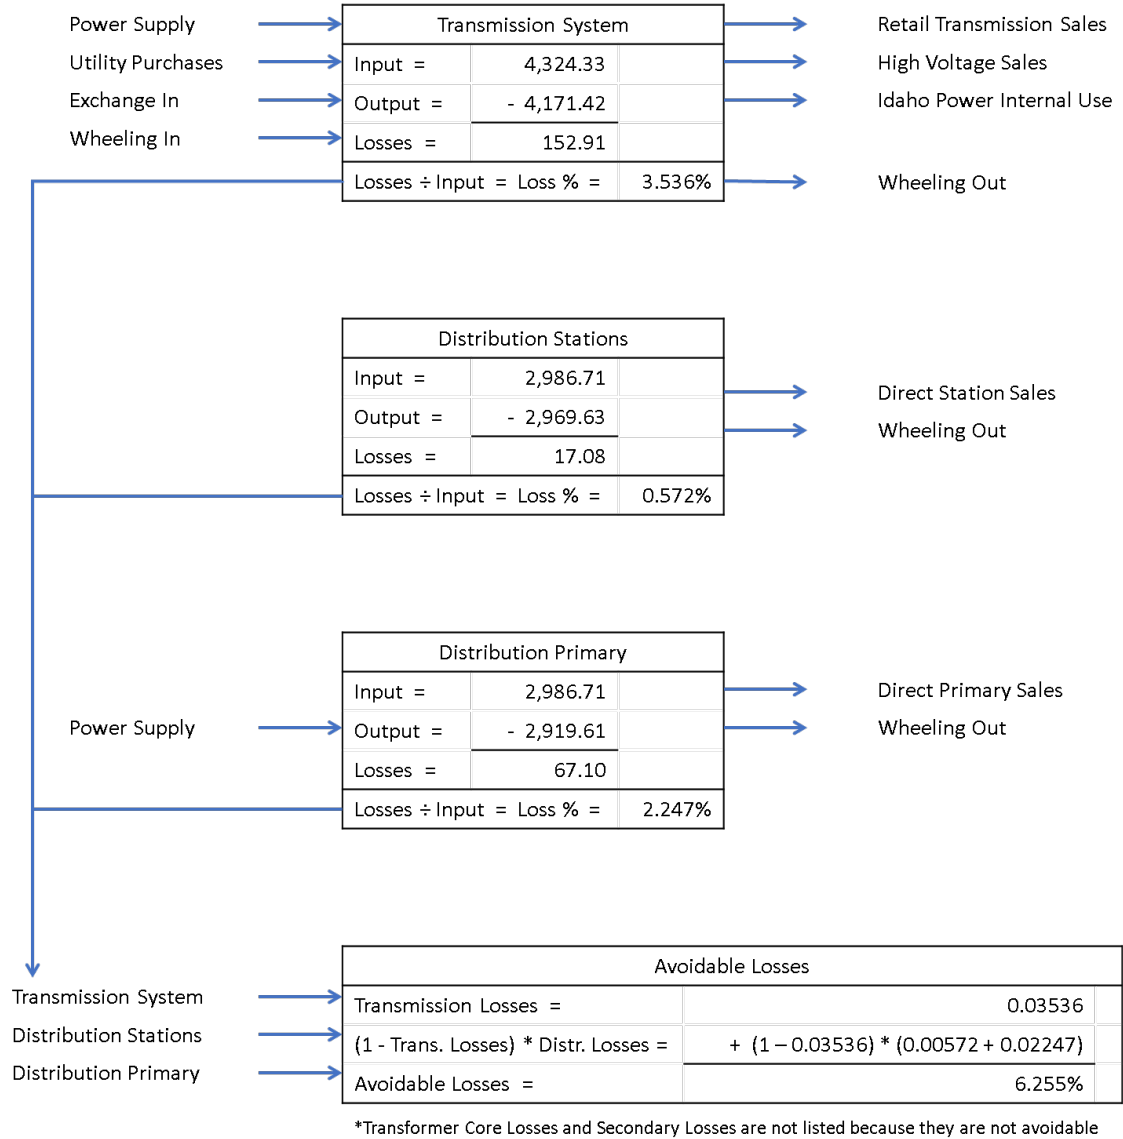 Power Supply
Utility Purchases
Exchange In
Wheeling In
Transmission System
Input = 4,324.33
Output = - 4,171.42
Losses = 152.91
Losses ÷ Input = Loss % = 3.536%
Retail Transmission Sales
High Voltage Sales
Idaho Power Internal Use
Wheeling Out
Distribution Stations
Input = 2,986.71
Output = - 2,969.63
Losses = 17.08
Losses ÷ Input = Loss % = 0.572%
Direct Station Sales
Wheeling Out
Power Supply
Distribution Primary
Input = 2,986.71
Output = - 2,919.61
Losses = 67.10
Losses ÷ Input = Loss % = 2.247%
Direct Primary Sales
Wheeling Out
Transmission System
Distribution Stations
Distribution Primary
Avoidable Losses
Transmission Losses = 0.03536
(1 - Trans. Losses) * Distr. Losses = + (1 – 0.03536) * (0.00572 + 0.02247)
Avoidable Losses = 6.255%
*Transformer Core Losses and Secondary Losses are not listed because they are not avoidable